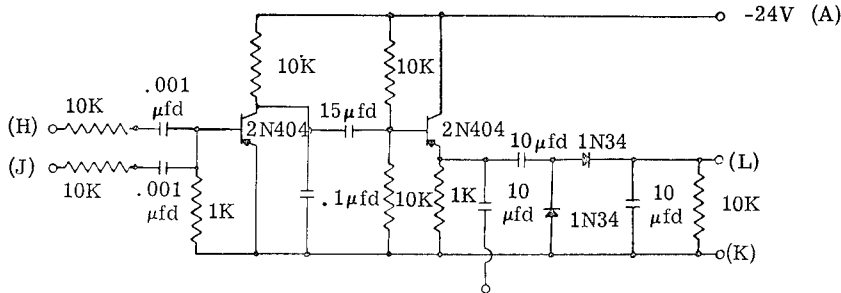 -24V (A)
10K
10K
.001
μfd
15μfd
10K
(H)
2N404
2N404
10μfd
1N34
(J)
(L)
10K
.001
μfd
1K
.1μfd
10K
1K
10
μfd
1N34
10
μfd
10K
(K)